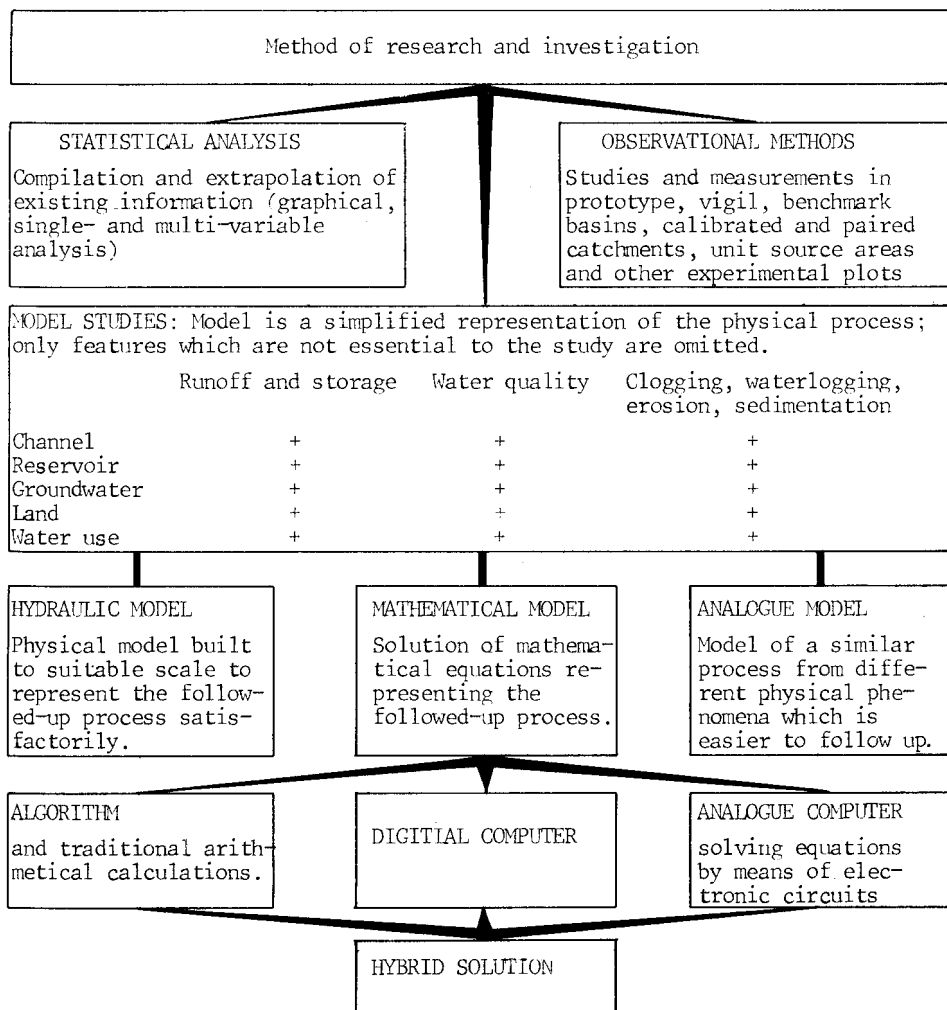 Method of research and investigation
STATISTICAL ANALYSIS
Compilation and extrapolation of
existing information (graphical,
single- and multi-variable
analysis)
OBSERVATIONAL METHODS
Studies and measurements in
prototype, vigil, benchmark
basins, calibrated and paired
catchments, unit source areas
and other experimental plots
MODEL STUDIES: Model is a simplified representation of the physical process;
only features which are not essential to the study are omitted.
Runoff and storage Water quality Clogging, waterlogging,
erosion, sedimentation
Channel + + +
Reservoir + + +
Groundwater + + +
Land + + +
Water use + + +
HYDRAULIC MODEL
Physical model built
to suitable scale to
represent the follow-
ed-up process satis-
factorily.
MATHEMATICAL MODEL
Solution of mathema-
tical equations re-
presenting the
followed-up process.
ANALOGUE MODEL
Model of a similar
process from diffe-
rent physical phe-
nomena which is
easier to follow up.
ALGORITHM
and traditional arith-
metical calculations.
DIGITIAL COMPUTER
ANALOGUE COMPUTER
solving equations
by means of elec-
tronic circuits
HYBRID SOLUTION